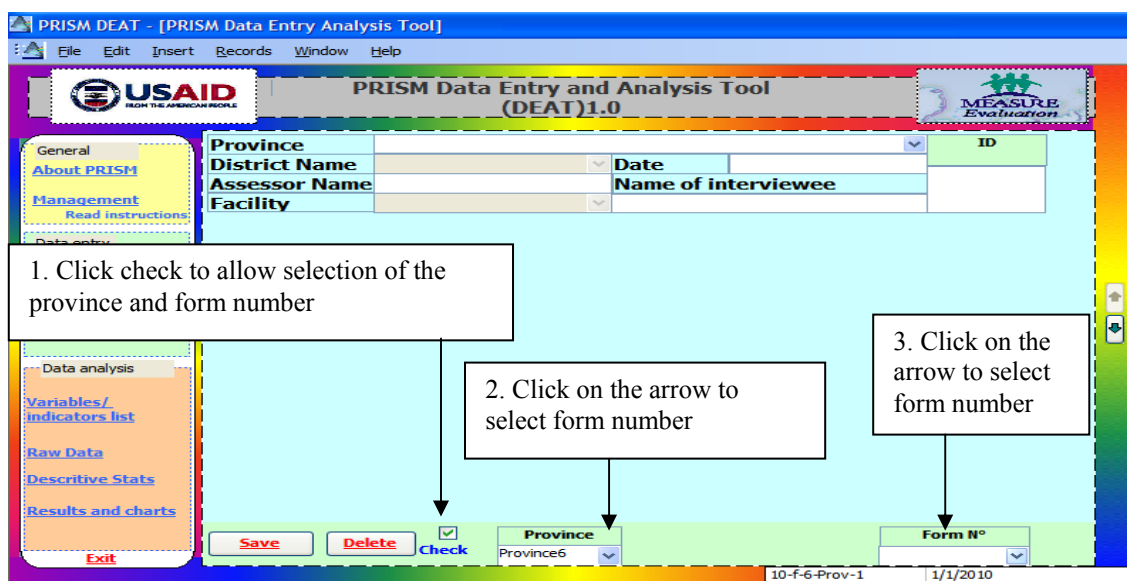 PRISM DEAT - [PRISM Data Entry Analysis Tool]
File Edit Insert Records Window Help
USAID
FROM THE AMERICAN PEOPLE
PRISM Data Entry and Analysis Tool
(DEAT)1.0
MEASURE
Evaluation
General
About PRISM
Management
Read instructions
Data entry
Province
ID
District Name
Date
Assessor Name
Name of interviewee
Facility
1. Click check to allow selection of the
province and form number
2. Click on the arrow to
select form number
3. Click on the
arrow to select
form number
Data analysis
Variables/
indicators list
Raw Data
Descritive Stats
Results and charts
Exit
Save
Delete
Check
Province
Province6
Form N°
10-f-6-Prov-1
1/1/2010